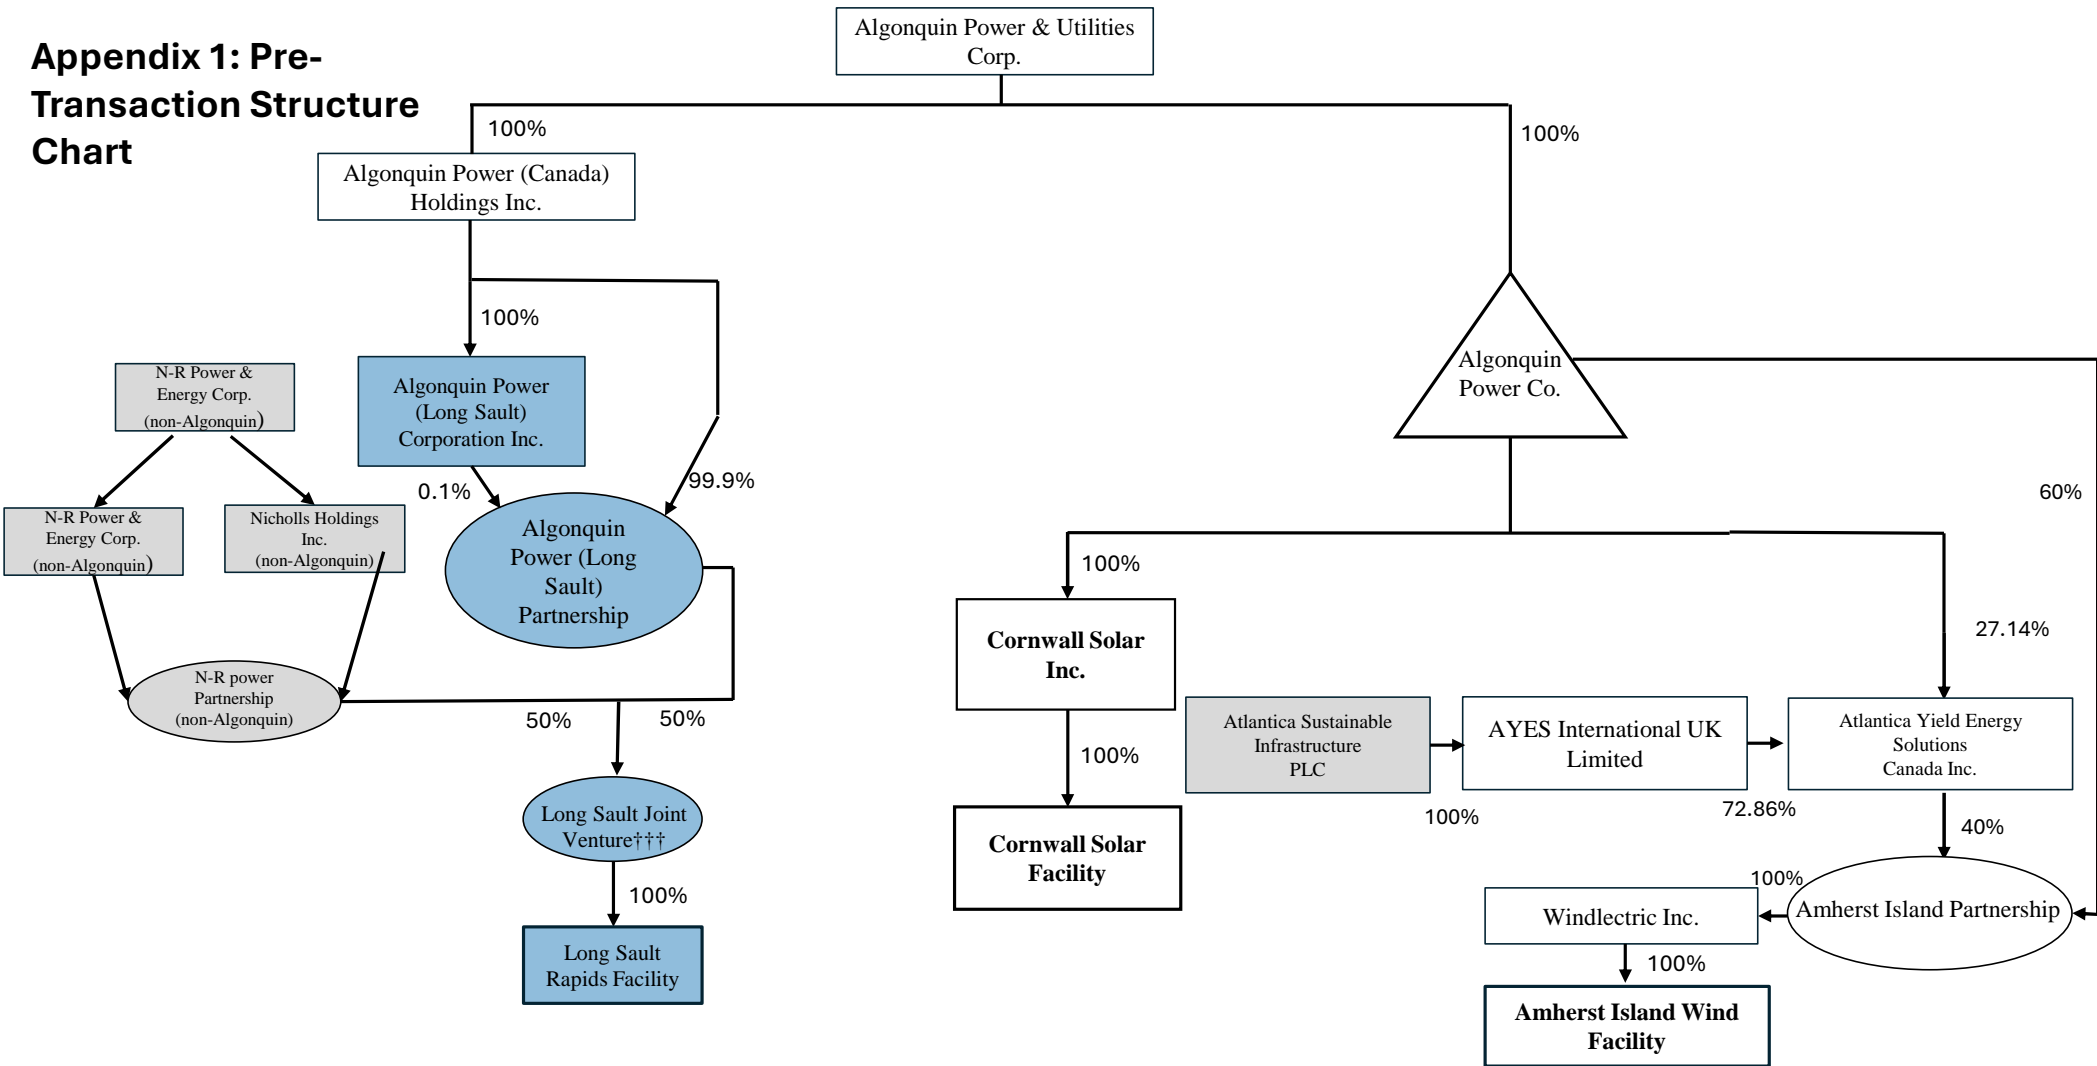 Appendix 1: Pre-
Transaction Structure
Chart
Algonquin Power & Utilities
Corp.
100%
100%
Algonquin Power (Canada)
Holdings Inc.
100%
Algonquin
Power Co.
N-R Power &
Energy Corp.
(non-Algonquin)
Algonquin Power
(Long Sault)
Corporation Inc.
0.1%
99.9%
60%
N-R Power &
Energy Corp.
(non-Algonquin)
Nicholls Holdings
Inc.
(non-Algonquin)
Algonquin
Power (Long
Sault)
Partnership
100%
27.14%
Cornwall Solar
Inc.
N-R power
Partnership
(non-Algonquin)
50%
50%
Atlantica Sustainable
Infrastructure
PLC
AYES International UK
Limited
Atlantica Yield Energy
Solutions
Canada Inc.
100%
100%
72.86%
40%
Long Sault Joint
Venture†††
Cornwall Solar
Facility
100%
100%
Windlectric Inc.
Amherst Island Partnership
Long Sault
Rapids Facility
100%
Amherst Island Wind
Facility